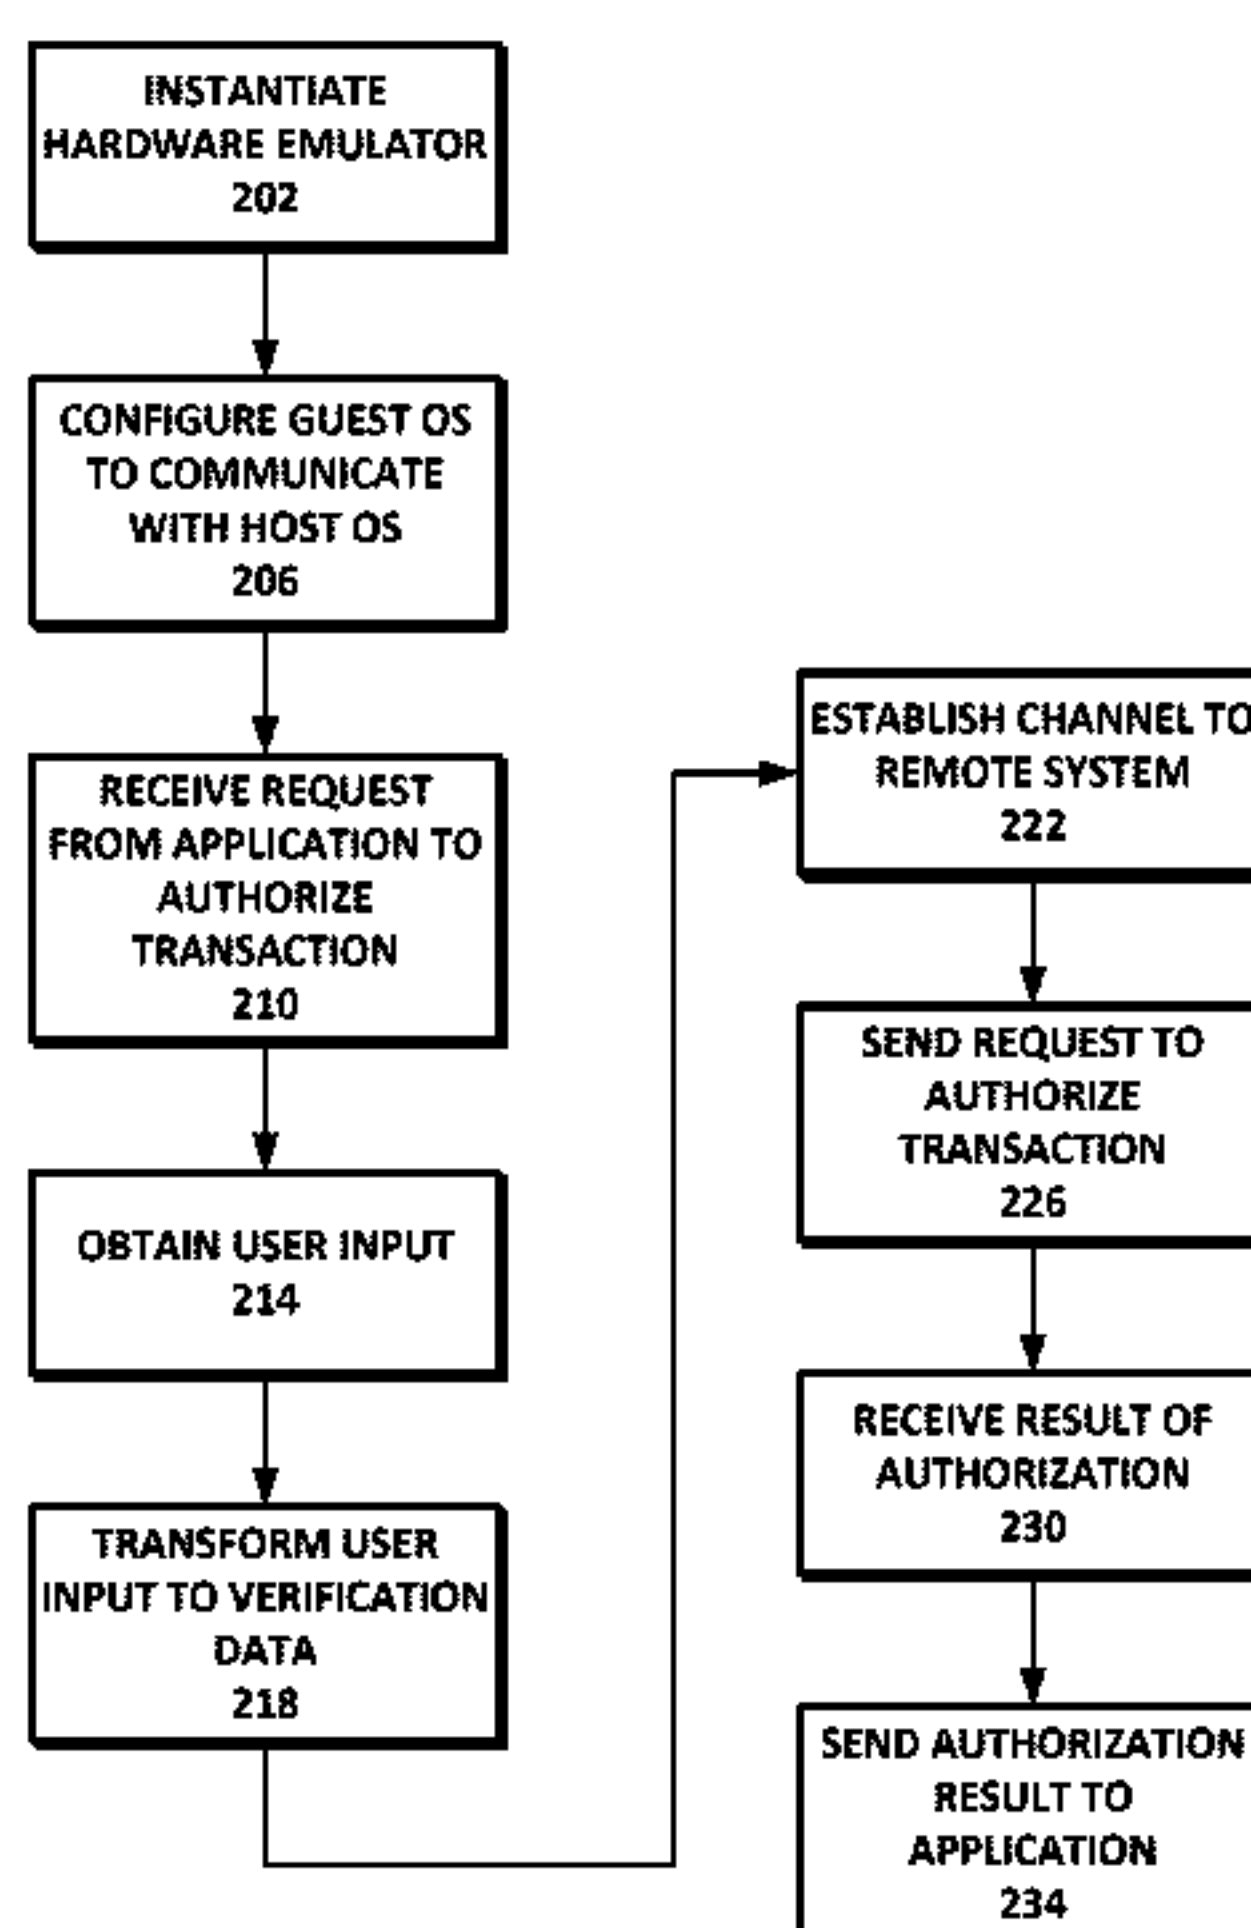 INSTANTIATE
HARDWARE EMULATOR
202
CONFIGURE GUEST OS
TO COMMUNICATE
WITH HOST OS
206
RECEIVE REQUEST
FROM APPLICATION TO
AUTHORIZE
TRANSACTION
210
OBTAIN USER INPUT
214
TRANSFORM USER
INPUT TO VERIFICATION
DATA
218
ESTABLISH CHANNEL TO
REMOTE SYSTEM
222
SEND REQUEST TO
AUTHORIZE
TRANSACTION
226
RECEIVE RESULT OF
AUTHORIZATION
230
SEND AUTHORIZATION
RESULT TO
APPLICATION
234